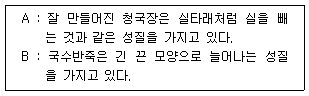 A : 잘 만들어진 청국장은 실타래처럼 실을 빼
는 것과 같은 성질을 가지고 있다.
B : 국수반죽은 긴 끈 모양으로 늘어나는 성질
을 가지고 있다.